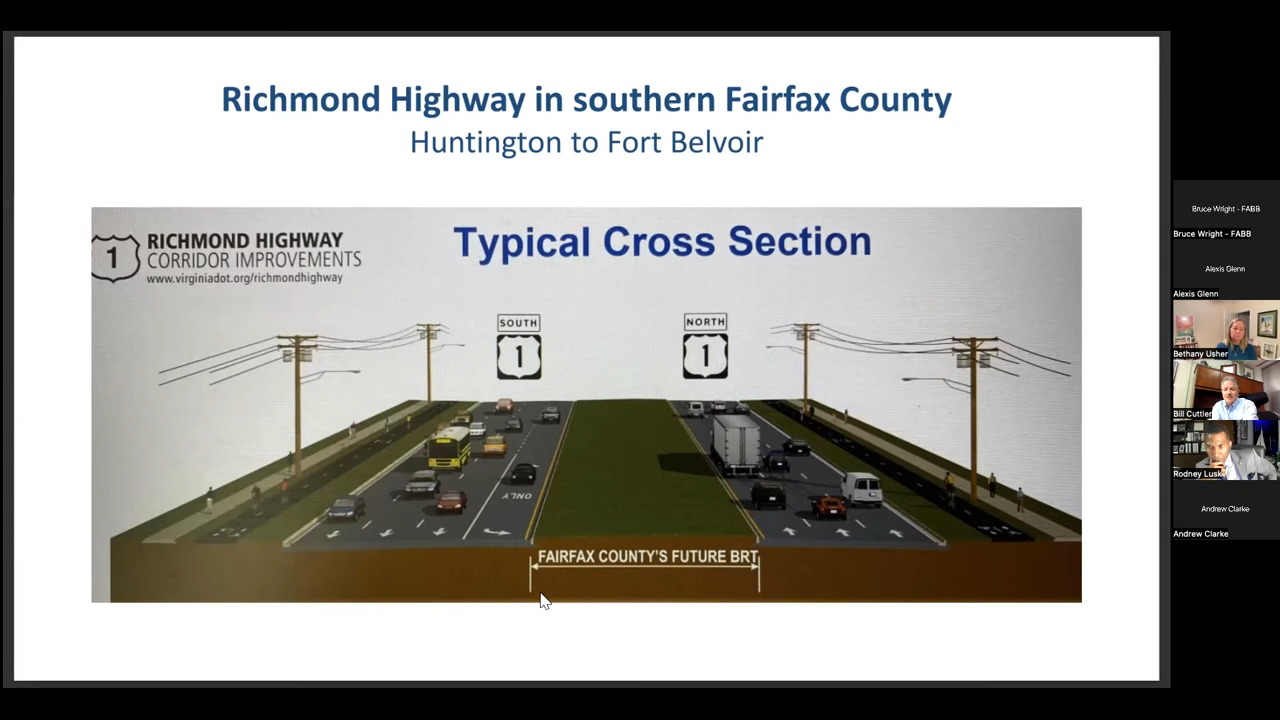 Richmond Highway in southern Fairfax County
Huntington to Fort Belvoir
1
RICHMOND HIGHWAY
CORRIDOR IMPROVEMENTS
www.virginiadot.org/richmondhighway
Typical Cross Section
SOUTH
1
NORTH
1
ONLY
FAIRFAX COUNTY'S FUTURE BRT
Bruce Wright - FABB
Bruce Wright - FABB
Alexis Glenn
Alexis Glenn
Bethany Usher
Bill Cuttler
Rodney Lusk
Andrew Clarke
Andrew Clarke